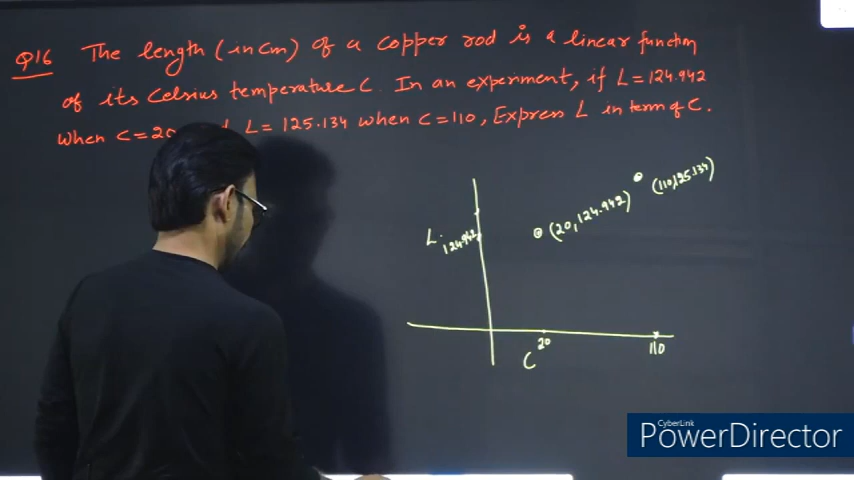 Q16 The length (in cm) of a copper rod is a linear function
of its Celsius temperature C. In an experiment, if L = 124.942
when C = 20 L = 125.134 when C = 110, Express L in term of C.
(110,125.134)
(20,124.942)
L
124.942
20
110
C
CyberLink
PowerDirector